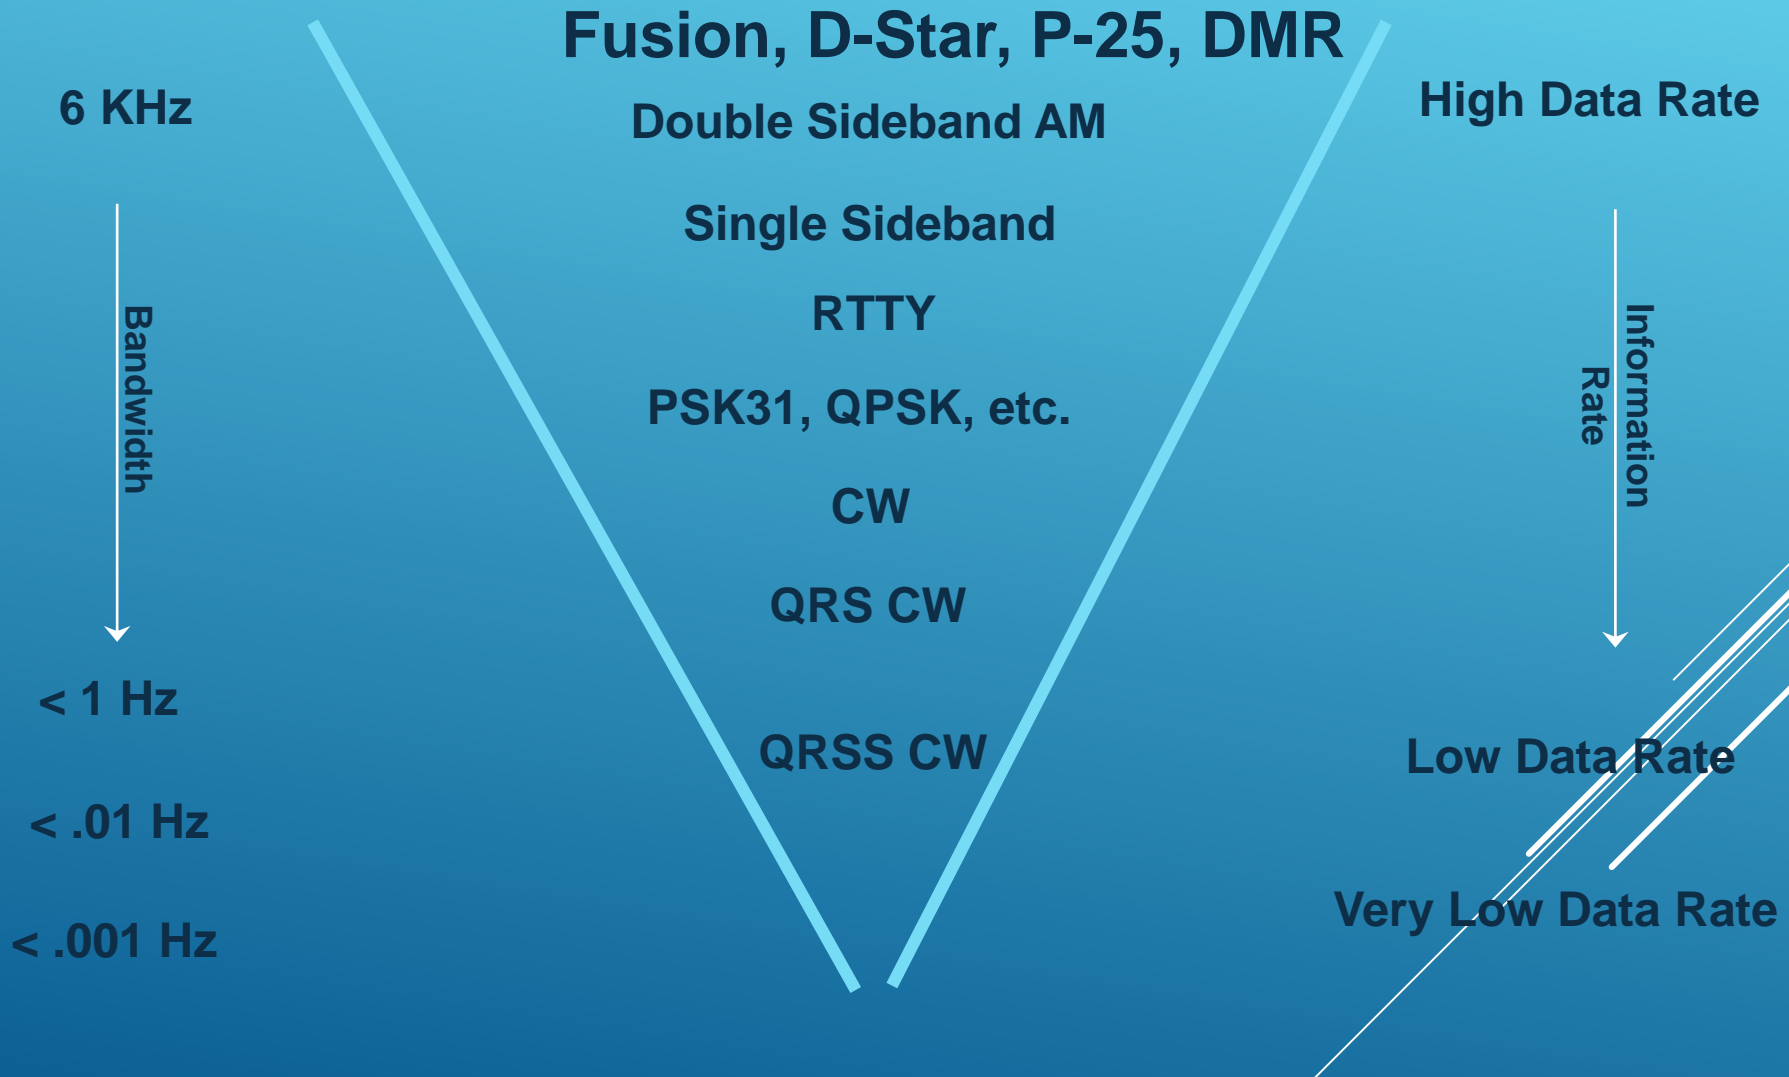 Fusion, D-Star, P-25, DMR
6 KHz
Double Sideband AM
High Data Rate
Single Sideband
RTTY
Bandwidth
Information
Rate
PSK31, QPSK, etc.
CW
QRS CW
< 1 Hz
QRSS CW
Low Data Rate
< .01 Hz
Very Low Data Rate
< .001 Hz